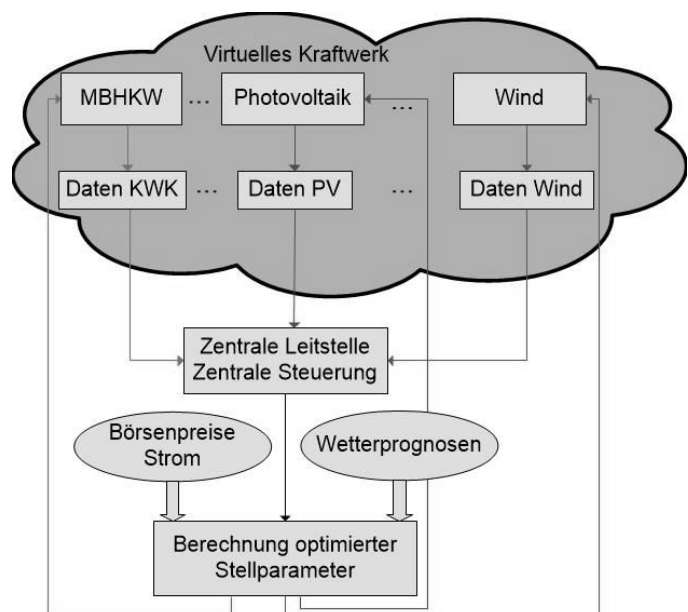 Virtuelles Kraftwerk
MBHKW
...
Photovoltaik
...
Wind
Daten KWK
...
Daten PV
...
Daten Wind
Zentrale Leitstelle
Zentrale Steuerung
Börsenpreise
Strom
Wetterprognosen
Berechnung optimierter
Stellparameter